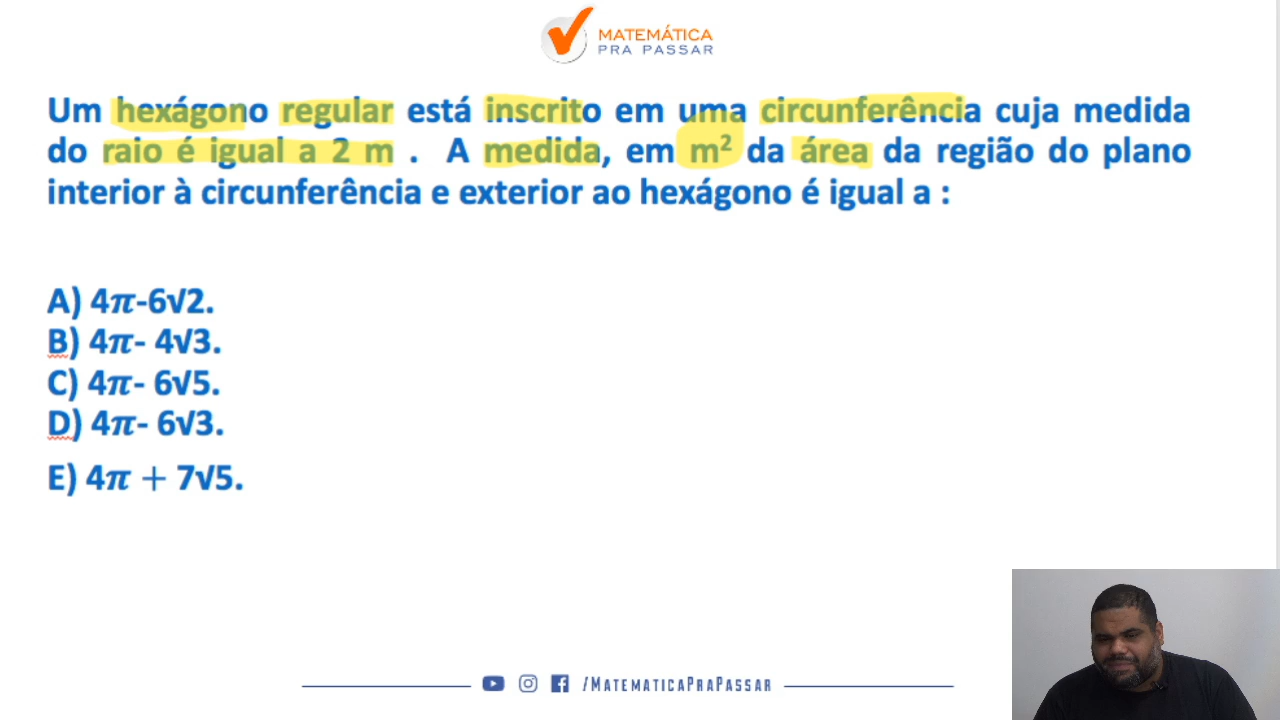 MATEMÁTICA
PRA PASSAR
Um hexágono regular está inscrito em uma circunferência cuja medida
do raio é igual a 2 m . A medida, em m² da área da região do plano
interior à circunferência e exterior ao hexágono é igual a :
A) 4π-6√2.
B) 4π- 4√3.
C) 4π- 6√5.
D) 4π- 6√3.
E) 4π + 7√5.
/MATEMATICAPRAPASSAR